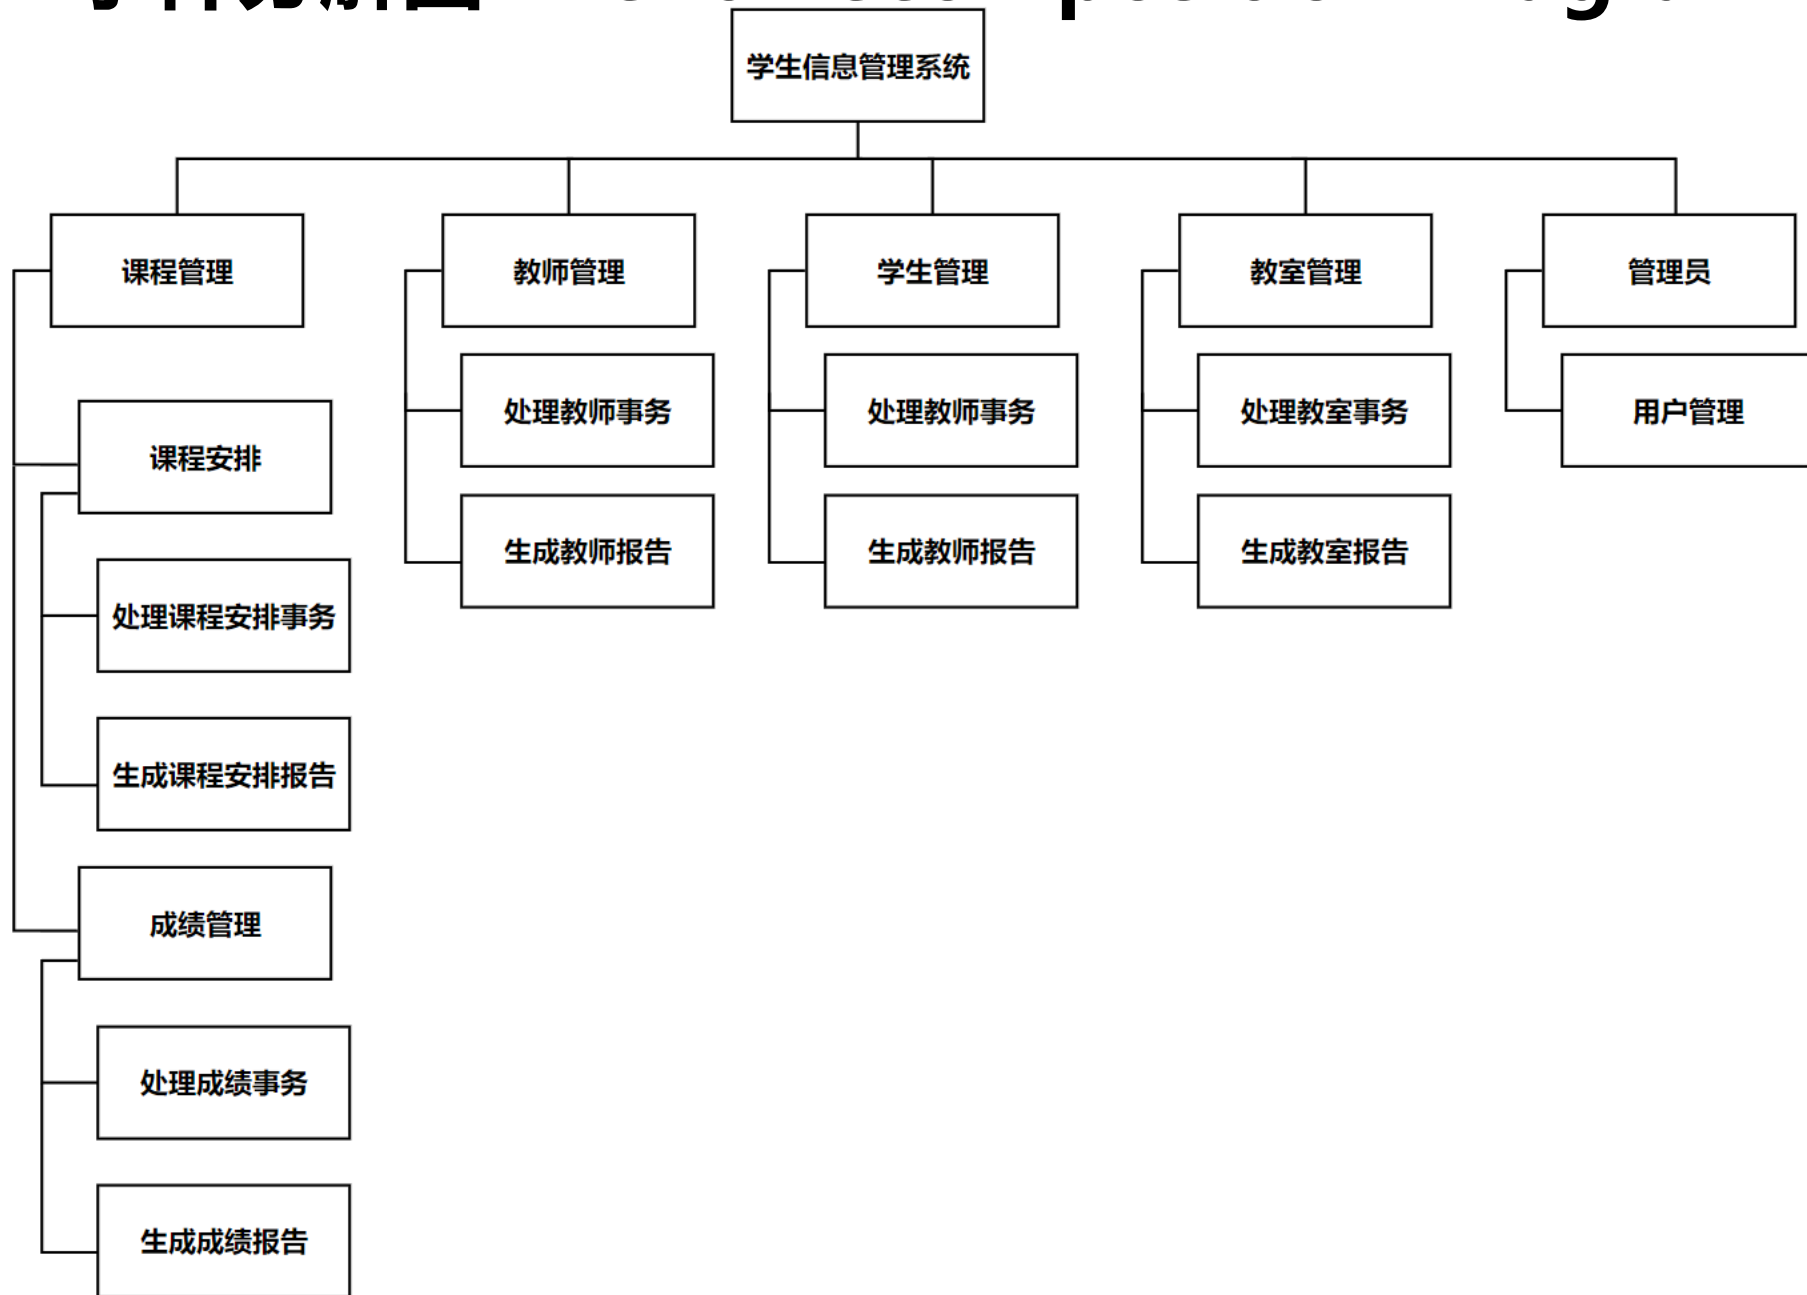 学生信息管理系统
课程管理
教师管理
学生管理
教室管理
管理员
处理教师事务
处理教师事务
处理教室事务
用户管理
课程安排
生成教师报告
生成教师报告
生成教室报告
处理课程安排事务
生成课程安排报告
成绩管理
处理成绩事务
生成成绩报告